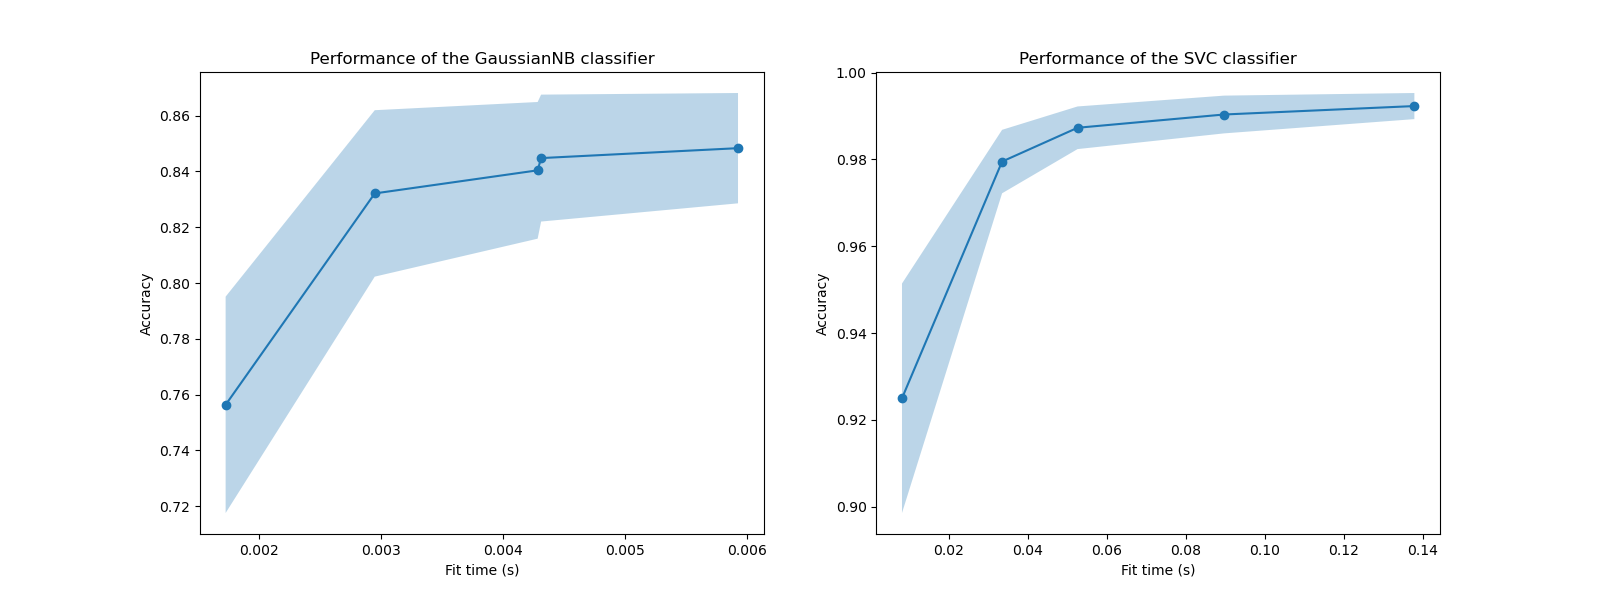 Performance of the GaussianNB classifier
0.86
0.84
0.82
0.80
0.78
0.76
0.74
0.72
Accuracy
0.002 0.003 0.004 0.005 0.006
Fit time (s)
Performance of the SVC classifier
1.00
0.98
0.96
0.94
0.92
0.90
Accuracy
0.02 0.04 0.06 0.08 0.10 0.12 0.14
Fit time (s)